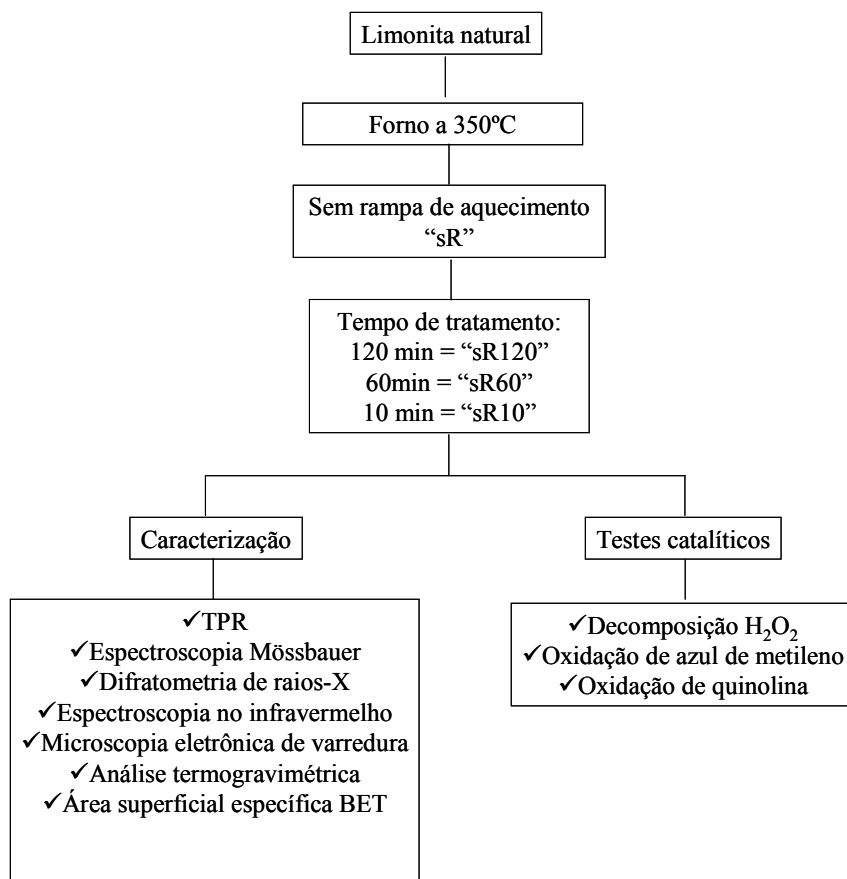 Limonita natural
Forno a 350ºC
Sem rampa de aquecimento
“sR”
Tempo de tratamento:
120 min = “sR120”
60min = “sR60”
10 min = “sR10”
Caracterização
✓TPR
✓Espectroscopia Mössbauer
✓Difratometria de raios-X
✓Espectroscopia no infravermelho
✓Microscopia eletrônica de varredura
✓Análise termogravimétrica
✓Área superficial específica BET
Testes catalíticos
✓Decomposição H₂O₂
✓Oxidação de azul de metileno
✓Oxidação de quinolina